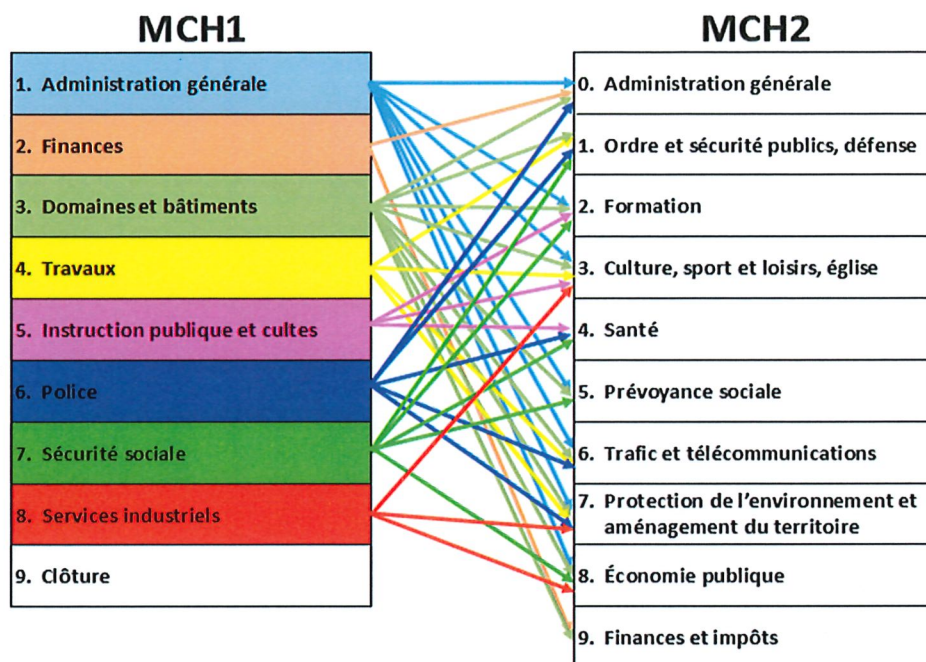 MCH1
MCH2
1. Administration générale
2. Finances
3. Domaines et bâtiments
4. Travaux
5. Instruction publique et cultes
6. Police
7. Sécurité sociale
8. Services industriels
9. Clôture
0. Administration générale
1. Ordre et sécurité publics, défense
2. Formation
3. Culture, sport et loisirs, église
4. Santé
5. Prévoyance sociale
6. Trafic et télécommunications
7. Protection de l'environnement et
aménagement du territoire
8. Économie publique
9. Finances et impôts